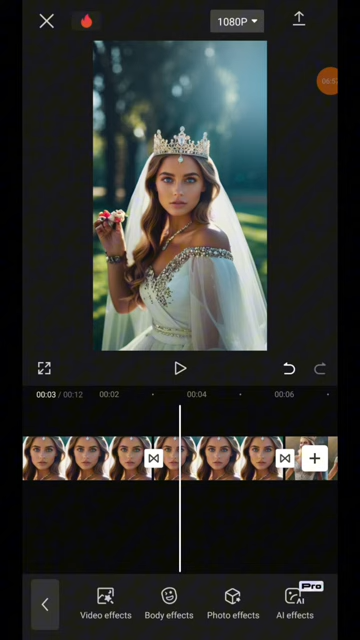 1080P
00:03 / 00:12
00:02
00:04
00:06
Pro
AI
Video effects
Body effects
Photo effects
AI effects